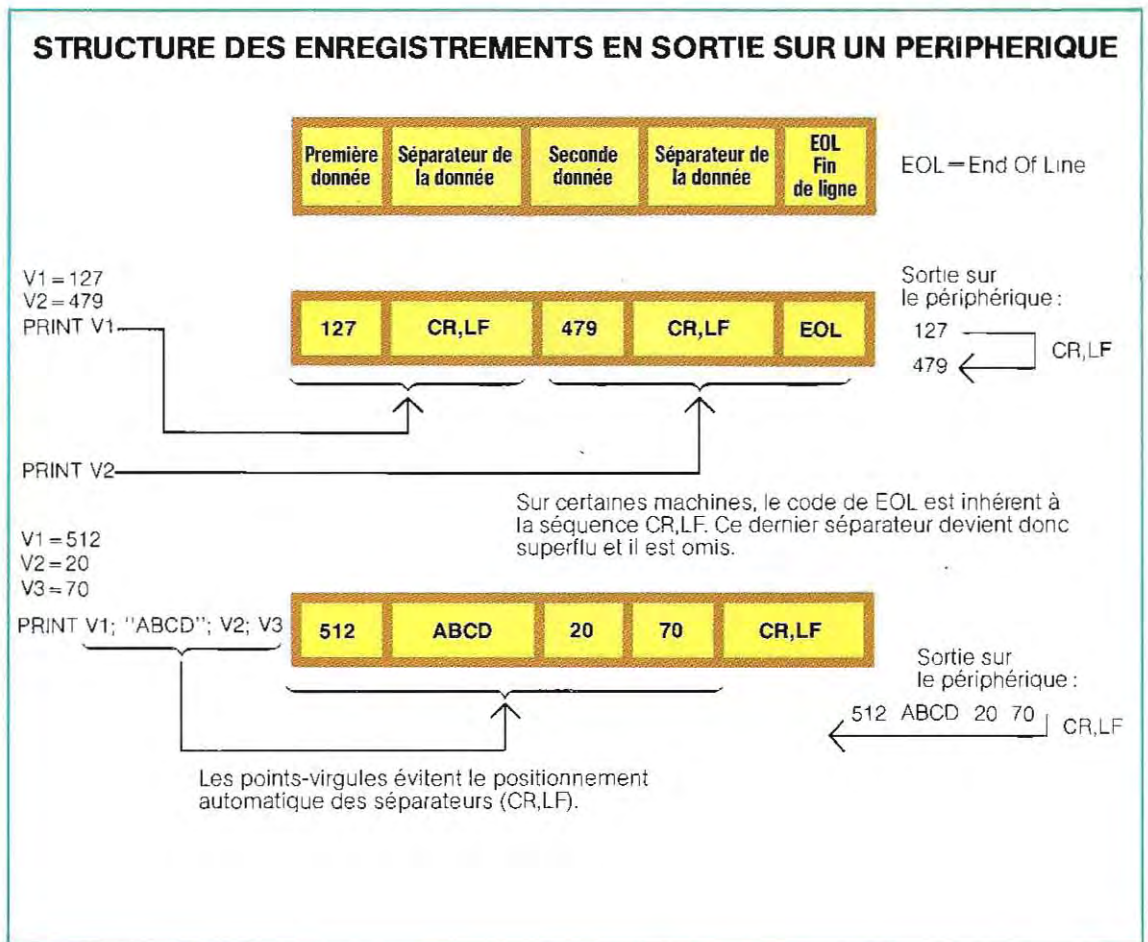 STRUCTURE DES ENREGISTREMENTS EN SORTIE SUR UN PERIPHERIQUE
Première donnée
Séparateur de la donnée
Seconde donnée
Séparateur de la donnée
EOL Fin de ligne
EOL=End Of Line
V1=127
V2=479
PRINT V1
127
CR,LF
479
CR,LF
EOL
Sortie sur
le périphérique :
127
479
CR,LF
PRINT V2
Sur certaines machines, le code de EOL est inhérent à
la séquence CR,LF. Ce dernier séparateur devient donc
superflu et il est omis.
V1=512
V2=20
V3=70
PRINT V1; "ABCD"; V2; V3
512
ABCD
20
70
CR,LF
Sortie sur
le périphérique :
512 ABCD 20 70
CR,LF
Les points-virgules évitent le positionnement
automatique des séparateurs (CR,LF).